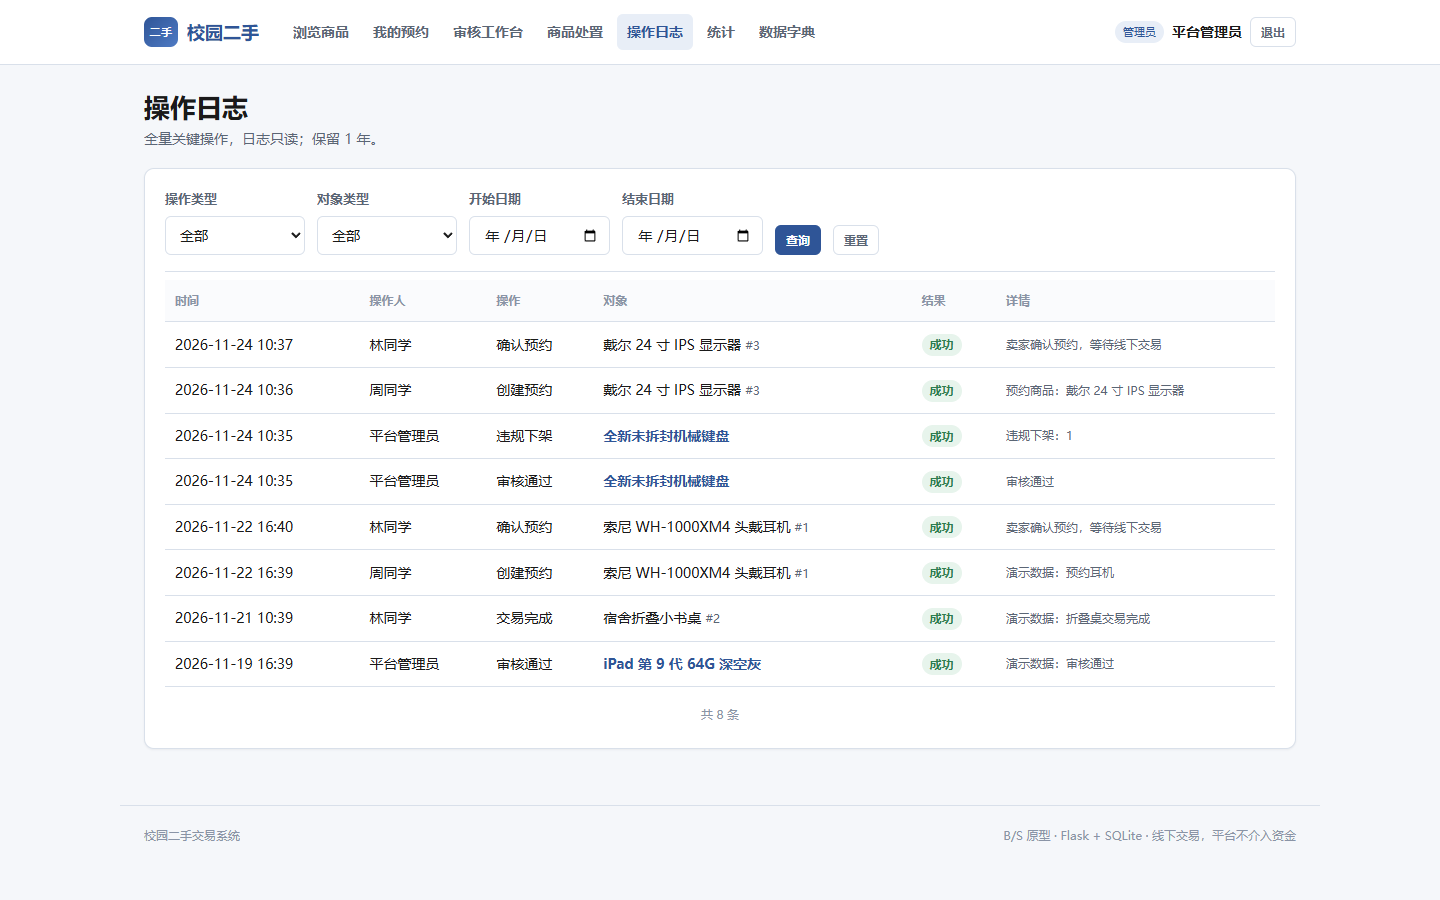 二手 校园二手 浏览商品 我的预约 审核工作台 商品处置 操作日志 统计 数据字典 管理员 平台管理员 退出
操作日志
全量关键操作，日志只读；保留 1 年。
操作类型 对象类型 开始日期 结束日期
全部 全部 年 /月/日 年 /月/日 查询 重置
时间 操作人 操作 对象 结果 详情
2026-11-24 10:37 林同学 确认预约 戴尔 24 寸 IPS 显示器 #3 成功 卖家确认预约，等待线下交易
2026-11-24 10:36 周同学 创建预约 戴尔 24 寸 IPS 显示器 #3 成功 预约商品：戴尔 24 寸 IPS 显示器
2026-11-24 10:35 平台管理员 违规下架 全新未拆封机械键盘 成功 违规下架：1
2026-11-24 10:35 平台管理员 审核通过 全新未拆封机械键盘 成功 审核通过
2026-11-22 16:40 林同学 确认预约 索尼 WH-1000XM4 头戴耳机 #1 成功 卖家确认预约，等待线下交易
2026-11-22 16:39 周同学 创建预约 索尼 WH-1000XM4 头戴耳机 #1 成功 演示数据：预约耳机
2026-11-21 10:39 林同学 交易完成 宿舍折叠小书桌 #2 成功 演示数据：折叠桌交易完成
2026-11-19 16:39 平台管理员 审核通过 iPad 第 9 代 64G 深空灰 成功 演示数据：审核通过
共 8 条
校园二手交易系统 B/S 原型 · Flask + SQLite · 线下交易，平台不介入资金